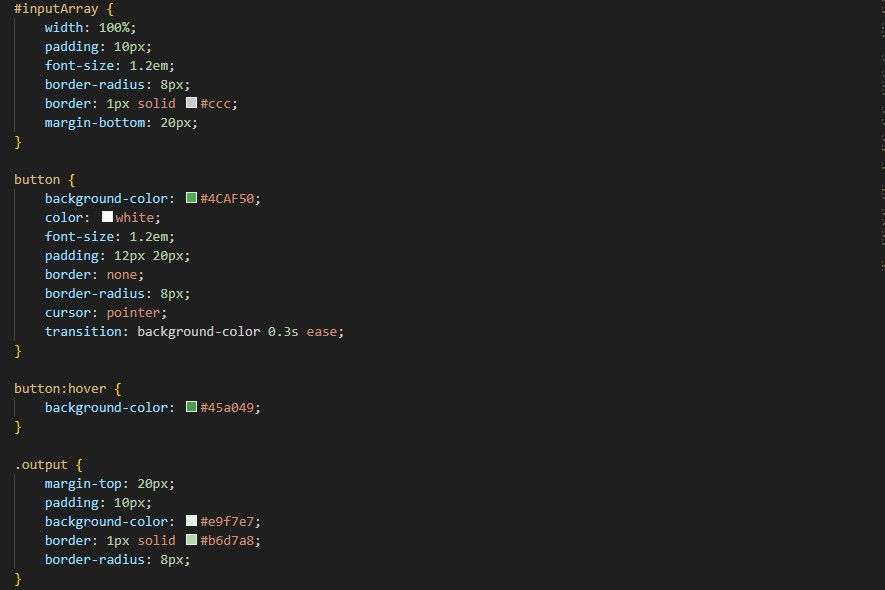 #inputArray {
    width: 100%;
    padding: 10px;
    font-size: 1.2em;
    border-radius: 8px;
    border: 1px solid #ccc;
    margin-bottom: 20px;
}

button {
    background-color: #4CAF50;
    color: white;
    font-size: 1.2em;
    padding: 12px 20px;
    border: none;
    border-radius: 8px;
    cursor: pointer;
    transition: background-color 0.3s ease;
}

button:hover {
    background-color: #45a049;
}

.output {
    margin-top: 20px;
    padding: 10px;
    background-color: #e9f7e7;
    border: 1px solid #b6d7a8;
    border-radius: 8px;
}